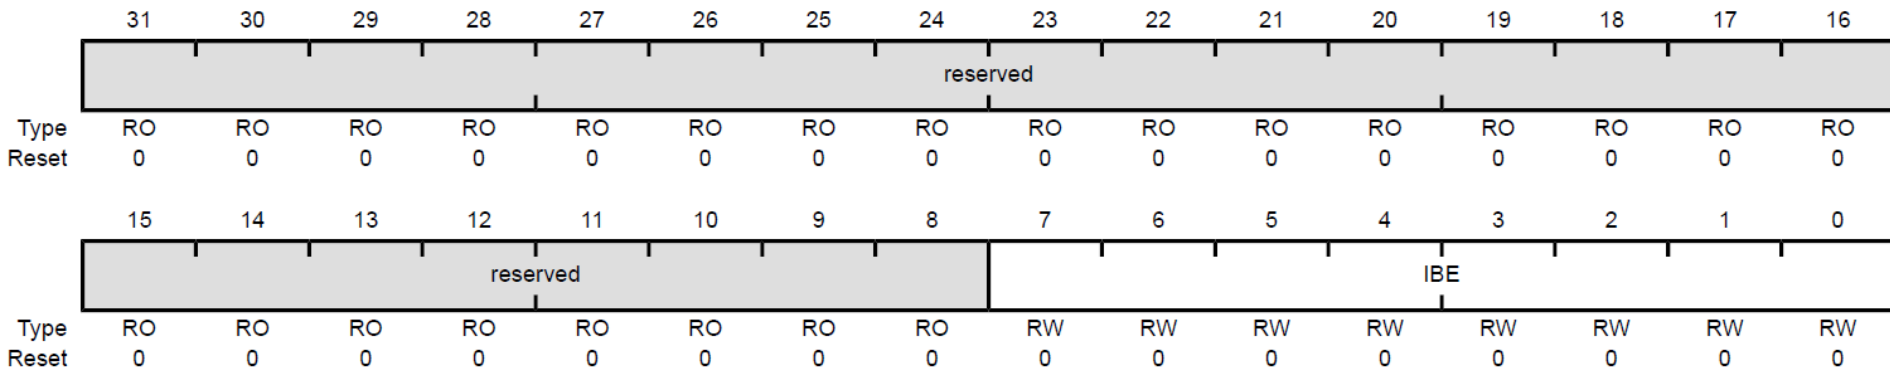 31 30 29 28 27 26 25 24 23 22 21 20 19 18 17 16
reserved
Type RO RO RO RO RO RO RO RO RO RO RO RO RO RO RO RO
Reset 0 0 0 0 0 0 0 0 0 0 0 0 0 0 0 0
15 14 13 12 11 10 9 8 7 6 5 4 3 2 1 0
reserved IBE
Type RO RO RO RO RO RO RO RO RW RW RW RW RW RW RW RW
Reset 0 0 0 0 0 0 0 0 0 0 0 0 0 0 0 0